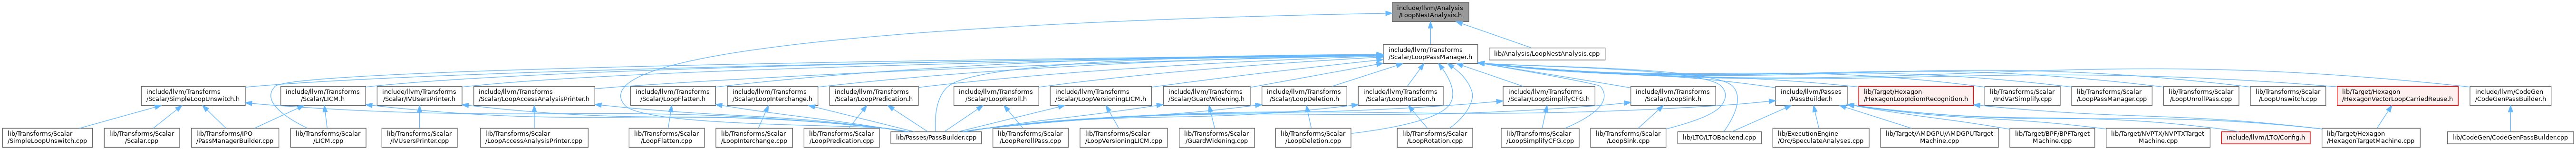 include/llvm/Analysis
/LoopNestAnalysis.h
include/llvm/Transforms
/Scalar/LoopPassManager.h
lib/Analysis/LoopNestAnalysis.cpp
include/llvm/Transforms
/Scalar/SimpleLoopUnswitch.h
include/llvm/Transforms
/Scalar/LICM.h
include/llvm/Transforms
/Scalar/IVUsersPrinter.h
include/llvm/Transforms
/Scalar/LoopAccessAnalysisPrinter.h
include/llvm/Transforms
/Scalar/LoopFlatten.h
include/llvm/Transforms
/Scalar/LoopInterchange.h
include/llvm/Transforms
/Scalar/LoopPredication.h
include/llvm/Transforms
/Scalar/LoopReroll.h
include/llvm/Transforms
/Scalar/LoopVersioningLICM.h
include/llvm/Transforms
/Scalar/GuardWidening.h
include/llvm/Transforms
/Scalar/LoopDeletion.h
include/llvm/Transforms
/Scalar/LoopRotation.h
include/llvm/Transforms
/Scalar/LoopSimplifyCFG.h
include/llvm/Transforms
/Scalar/LoopSink.h
include/llvm/Passes
/PassBuilder.h
lib/Target/Hexagon
/HexagonLoopIdiomRecognition.h
lib/Transforms/Scalar
/IndVarSimplify.cpp
lib/Transforms/Scalar
/LoopPassManager.cpp
lib/Transforms/Scalar
/LoopUnrollPass.cpp
lib/Transforms/Scalar
/LoopUnswitch.cpp
lib/Target/Hexagon
/HexagonVectorLoopCarriedReuse.h
include/llvm/CodeGen
/CodeGenPassBuilder.h
lib/Transforms/Scalar
/SimpleLoopUnswitch.cpp
lib/Transforms/Scalar
/Scalar.cpp
lib/Transforms/IPO
/PassManagerBuilder.cpp
lib/Transforms/Scalar
/LICM.cpp
lib/Transforms/Scalar
/IVUsersPrinter.cpp
lib/Transforms/Scalar
/LoopAccessAnalysisPrinter.cpp
lib/Transforms/Scalar
/LoopFlatten.cpp
lib/Transforms/Scalar
/LoopInterchange.cpp
lib/Transforms/Scalar
/LoopPredication.cpp
lib/Passes/PassBuilder.cpp
lib/Transforms/Scalar
/LoopRerollPass.cpp
lib/Transforms/Scalar
/LoopVersioningLICM.cpp
lib/Transforms/Scalar
/GuardWidening.cpp
lib/Transforms/Scalar
/LoopDeletion.cpp
lib/Transforms/Scalar
/LoopRotation.cpp
lib/Transforms/Scalar
/LoopSimplifyCFG.cpp
lib/Transforms/Scalar
/LoopSink.cpp
lib/LTO/LTOBackend.cpp
lib/ExecutionEngine
/Orc/SpeculateAnalyses.cpp
lib/Target/AMDGPU/AMDGPUTarget
Machine.cpp
lib/Target/BPF/BPFTarget
Machine.cpp
lib/Target/NVPTX/NVPTXTarget
Machine.cpp
include/llvm/LTO/Config.h
lib/Target/Hexagon
/HexagonTargetMachine.cpp
lib/CodeGen/CodeGenPassBuilder.cpp